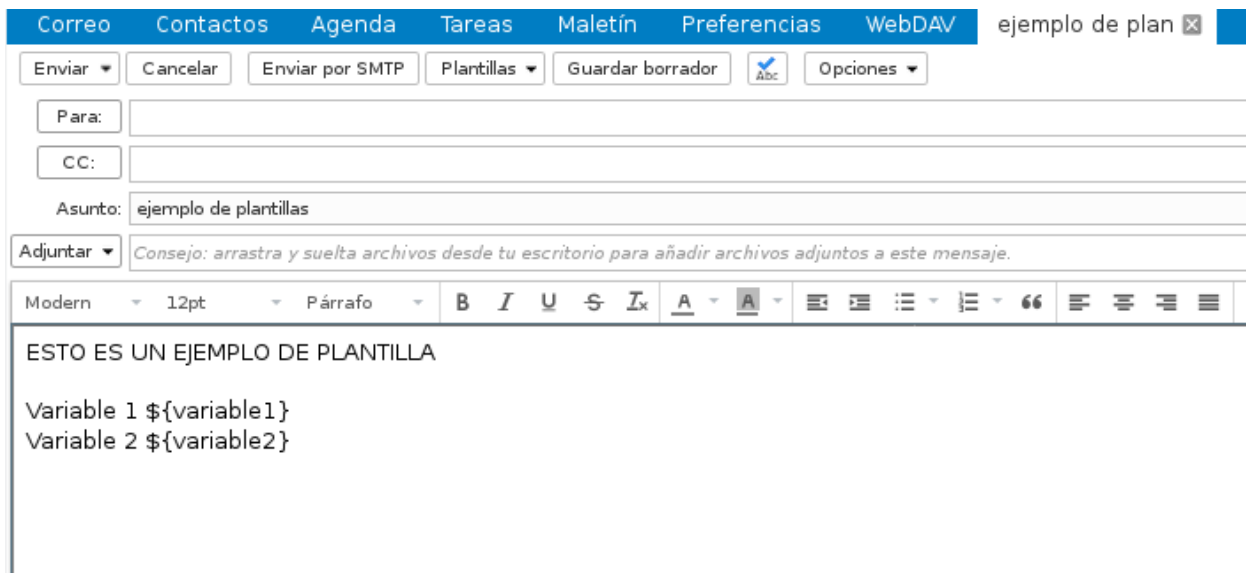 Correo Contactos Agenda Tareas Maletín Preferencias WebDAV ejemplo de plan
Enviar Cancelar Enviar por SMTP Plantillas Guardar borrador Abc Opciones
Para:
CC:
Asunto: ejemplo de plantillas
Adjuntar Consejo: arrastra y suelta archivos desde tu escritorio para añadir archivos adjuntos a este mensaje.
Modern 12pt Párrafo B I U S Tx A A
ESTO ES UN EJEMPLO DE PLANTILLA
Variable 1 ${variable1}
Variable 2 ${variable2}